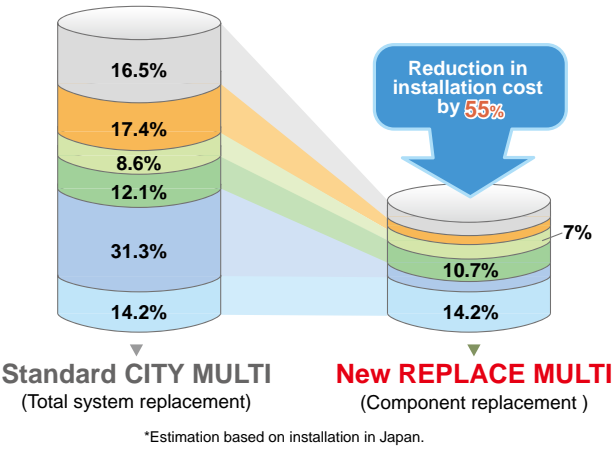 16.5%
17.4%
8.6%
12.1%
31.3%
14.2%
Reduction in
installation cost
by 55%
7%
10.7%
14.2%
Standard CITY MULTI
(Total system replacement)
New REPLACE MULTI
(Component replacement )
*Estimation based on installation in Japan.